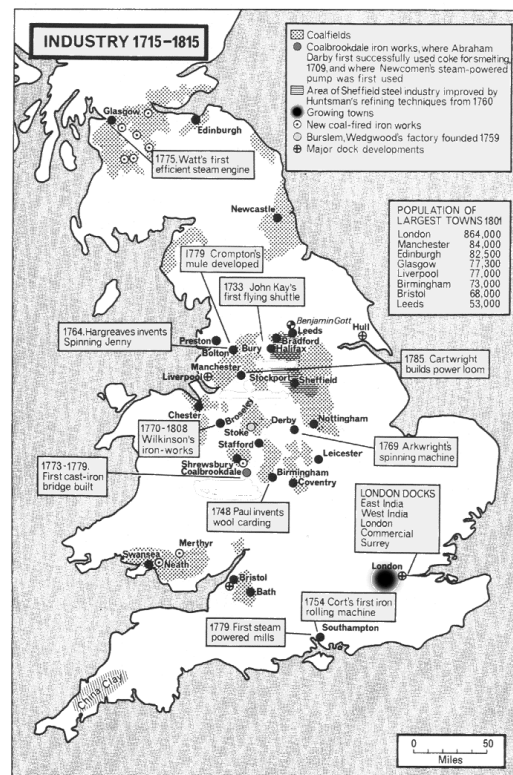 INDUSTRY 1715–1815
Coalfields
Coalbrookdale iron works, where Abraham
Darby first successfully used coke for smelting,
1709, and where Newcomen's steam-powered
pump was first used
Area of Sheffield steel industry improved by
Huntsman's refining techniques from 1760
Growing towns
New coal-fired iron works
Burslem, Wedgwood's factory founded 1759
Major dock developments
Glasgow
Edinburgh
1775. Watt's first
efficient steam engine
Newcastle
POPULATION OF
LARGEST TOWNS 1801
London 864,000
Manchester 84,000
Edinburgh 82,500
Glasgow 77,300
Liverpool 77,000
Birmingham 73,000
Bristol 68,000
Leeds 53,000
1779 Crompton's
mule developed
1733 John Kay's
first flying shuttle
Benjamin Gott
Leeds
Hull
1764. Hargreaves invents
Spinning Jenny
Preston
Bolton
Bury
Bradford
Halifax
1785 Cartwright
builds power loom
Manchester
Liverpool
Stockport
Sheffield
Chester
Broseley
Stoke
Derby
Nottingham
1770-1808
Wilkinson's
iron-works
Stafford
1769 Arkwright's
spinning machine
Shrewsbury
Coalbrookdale
Leicester
1773-1779.
First cast-iron
bridge built
Birmingham
Coventry
1748 Paul invents
wool carding
LONDON DOCKS
East India
West India
London
Commercial
Surrey
Merthyr
Swansea
Neath
London
Bristol
Bath
1754 Cort's first iron
rolling machine
1779 First steam
powered mills
Southampton
China Clay
0 50
Miles